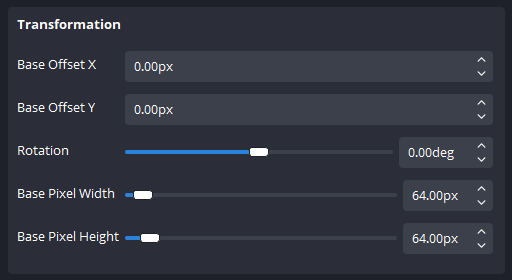 Transformation
Base Offset X 0.00px
Base Offset Y 0.00px
Rotation 0.00deg
Base Pixel Width 64.00px
Base Pixel Height 64.00px